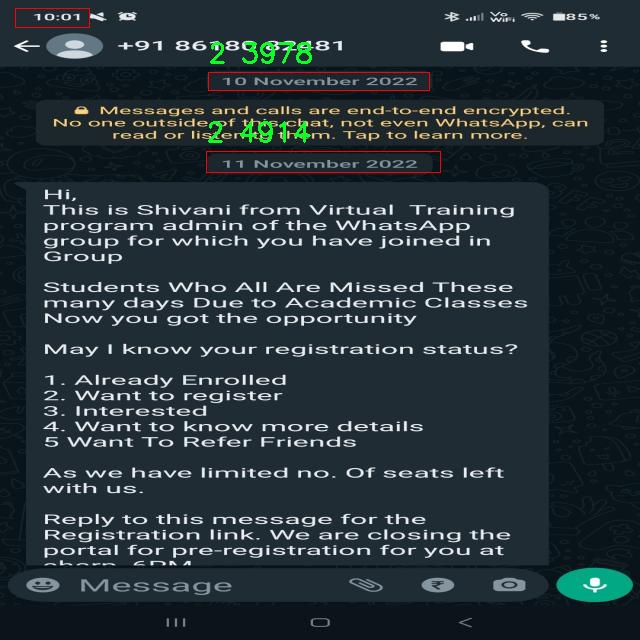 10:01 Vo WiFi 85%
+91 86180 82481
2 3978
10 November 2022
Messages and calls are end-to-end encrypted.
No one outside of this chat, not even WhatsApp, can
read or listen to them. Tap to learn more.
2 4914
11 November 2022
Hi,
This is Shivani from Virtual Training
program admin of the WhatsApp
group for which you have joined in
Group
Students Who All Are Missed These
many days Due to Academic Classes
Now you got the opportunity
May I know your registration status?
1. Already Enrolled
2. Want to register
3. Interested
4. Want to know more details
5 Want To Refer Friends
As we have limited no. Of seats left
with us.
Reply to this message for the
Registration link. We are closing the
portal for pre-registration for you at
sharp 6PM
Message